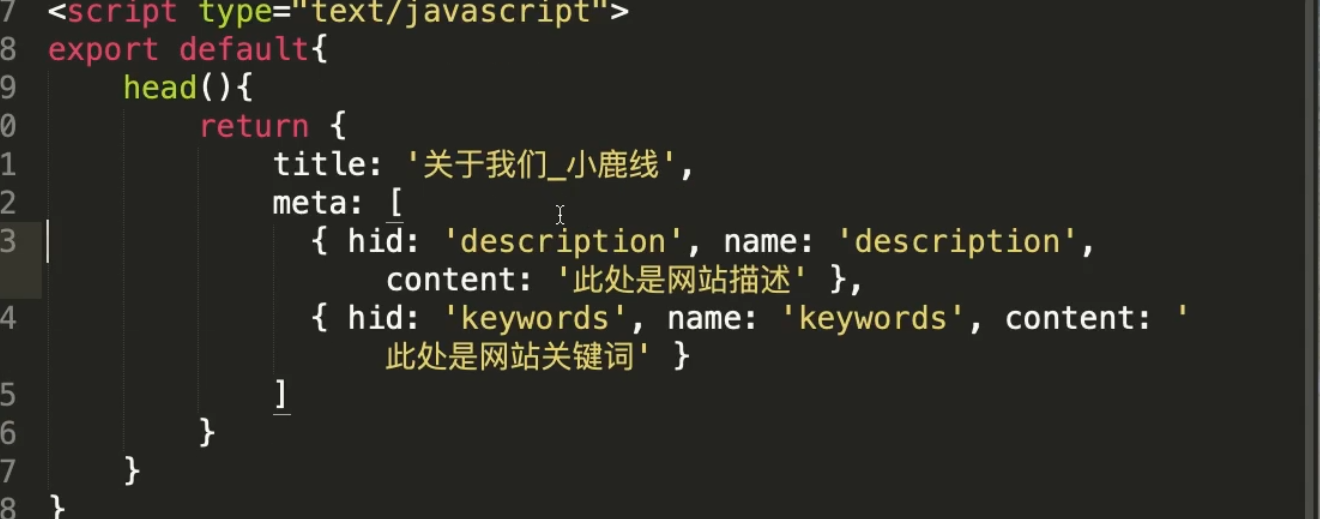 7 <script type="text/javascript">
8 export default{
9 head(){
0 return {
1 title: '关于我们_小鹿线',
2 meta: [
3 { hid: 'description', name: 'description',
content: '此处是网站描述' },
4 { hid: 'keywords', name: 'keywords', content: '
此处是网站关键词' }
5 ]
6 }
7 }
8 }